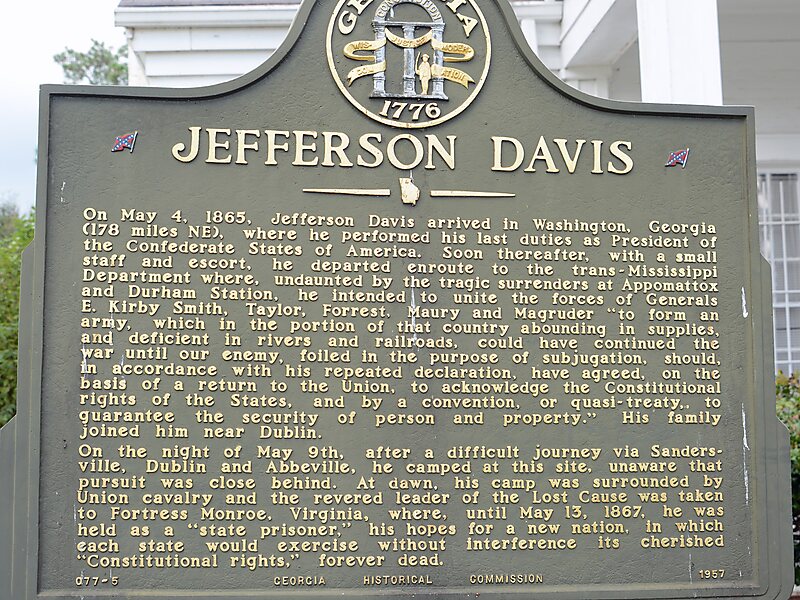 GEORGIA
CONSTITUTION
WISDOM JUSTICE MODERATION
1776
JEFFERSON DAVIS
On May 4, 1865, Jefferson Davis arrived in Washington, Georgia
(178 miles NE), where he performed his last duties as President of
the Confederate States of America. Soon thereafter, with a small
staff and escort, he departed enroute to the trans-Mississippi
Department where, undaunted by the tragic surrenders at Appomattox
and Durham Station, he intended to unite the forces of Generals
E. Kirby Smith, Taylor, Forrest, Maury and Magruder "to form an
army, which in the portion of that country abounding in supplies,
and deficient in rivers and railroads, could have continued the
war until our enemy, foiled in the purpose of subjugation, should,
in accordance with his repeated declaration, have agreed, on the
basis of a return to the Union, to acknowledge the Constitutional
rights of the States, and by a convention, or quasi-treaty,, to
guarantee the security of person and property." His family
joined him near Dublin.
On the night of May 9th, after a difficult journey via Sanders-
ville, Dublin and Abbeville, he camped at this site, unaware that
pursuit was close behind. At dawn, his camp was surrounded by
Union cavalry and the revered leader of the Lost Cause was taken
to Fortress Monroe, Virginia, where, until May 13, 1867, he was
held as a "state prisoner," his hopes for a new nation, in which
each state would exercise without interference its cherished
"Constitutional rights," forever dead.
077-5 GEORGIA HISTORICAL COMMISSION 1957